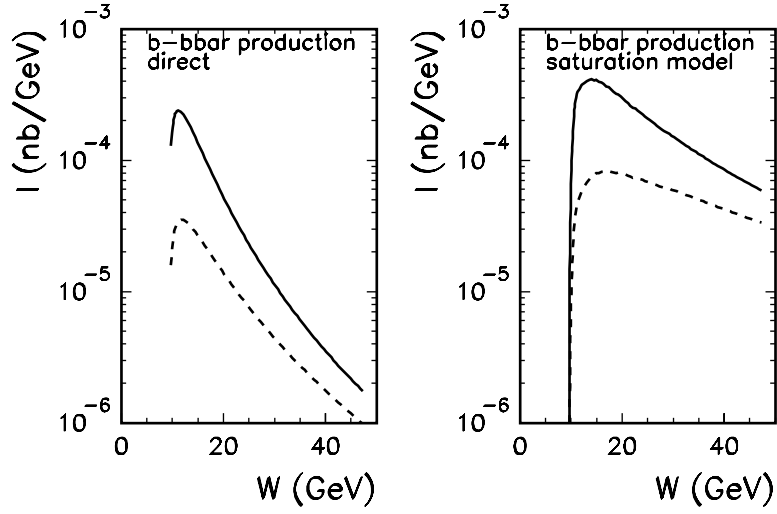 b-bbar production
direct
I (nb/GeV)
10^-3
10^-4
10^-5
10^-6
0
20
40
W (GeV)
b-bbar production
saturation model
I (nb/GeV)
10^-3
10^-4
10^-5
10^-6
0
20
40
W (GeV)